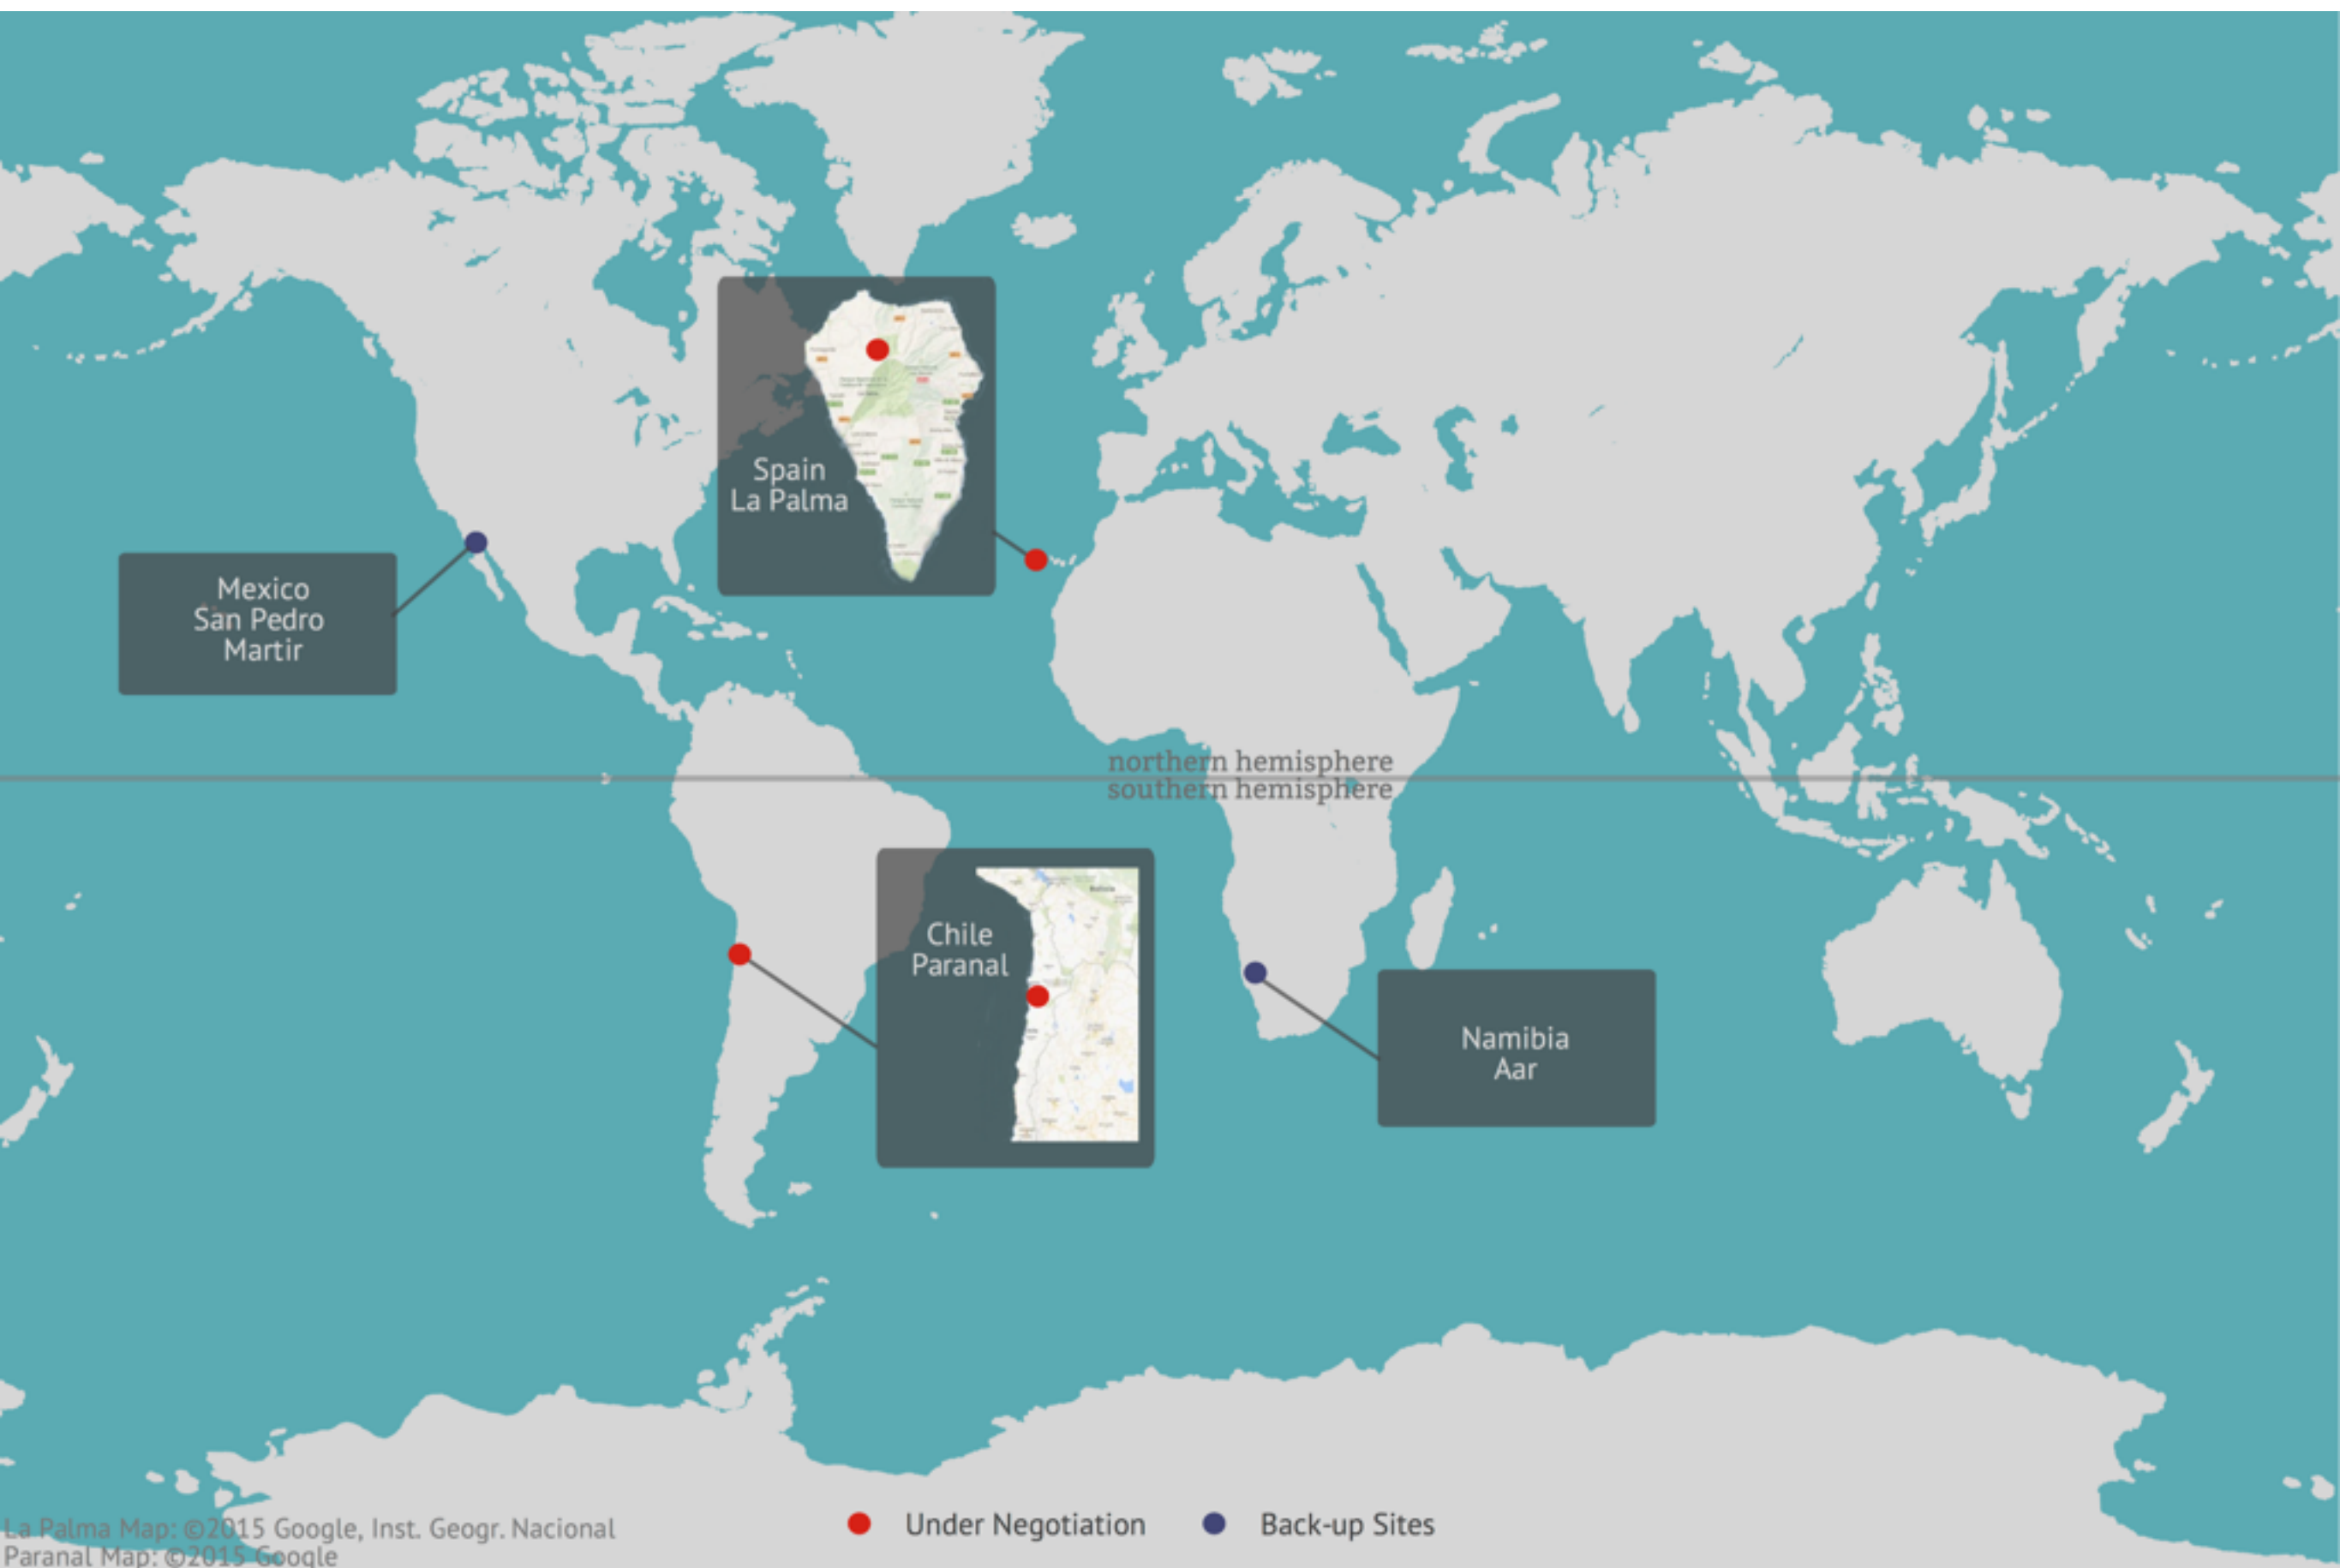 Spain
La Palma
Mexico
San Pedro
Martir
northern hemisphere
southern hemisphere
Chile
Paranal
Namibia
Aar
Under Negotiation
Back-up Sites
La Palma Map: ©2015 Google, Inst. Geogr. Nacional
Paranal Map: ©2015 Google